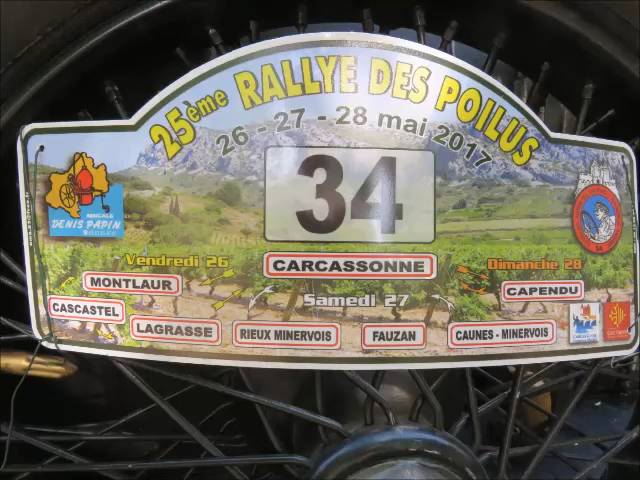 25ème RALLYE DES POILUS
26 - 27 - 28 mai 2017
34
AMICALE
DENIS PAPIN
Vendredi 26
CARCASSONNE
Dimanche 28
MONTLAUR
Samedi 27
CAPENDU
CASCASTEL
LAGRASSE
RIEUX MINERVOIS
FAUZAN
CAUNES - MINERVOIS